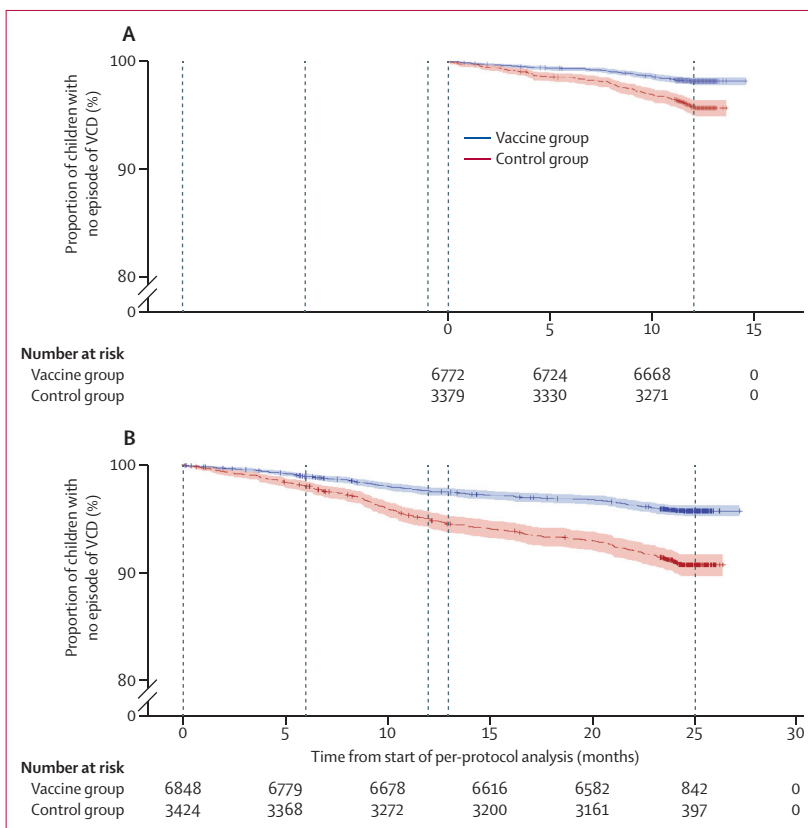 A
Proportion of children with
no episode of VCD (%)
100
90
80
0
Vaccine group
Control group
0 5 10 15
Number at risk
Vaccine group 6772 6724 6668 0
Control group 3379 3330 3271 0
B
Proportion of children with
no episode of VCD (%)
100
90
80
0
0 5 10 15 20 25 30
Time from start of per-protocol analysis (months)
Number at risk
Vaccine group 6848 6779 6678 6616 6582 842 0
Control group 3424 3368 3272 3200 3161 397 0